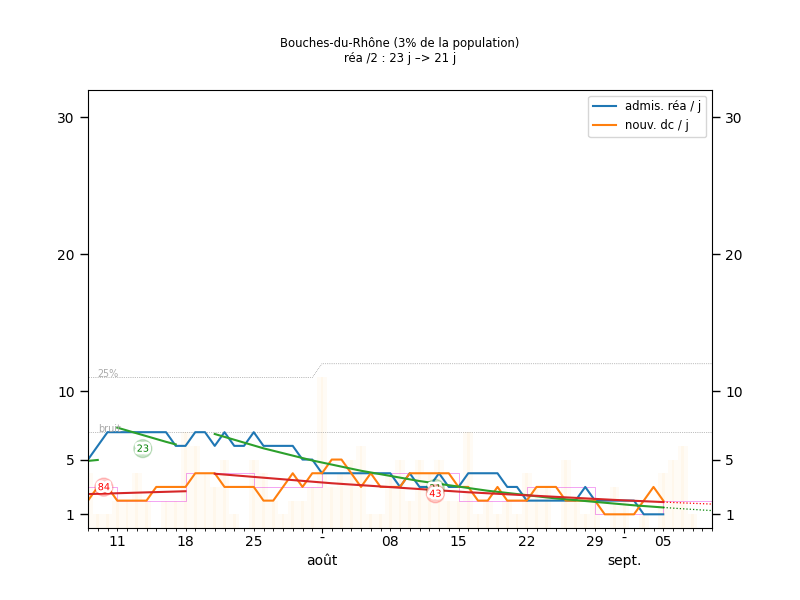 Bouches-du-Rhône (3% de la population)
réa /2 : 23 j –> 21 j
admis. réa / j
nouv. dc / j
30 30
20 20
25%
10 10
bruit
23
5 5
84
43
1 1
11 18 25 - 08 15 22 29 - 05
août sept.